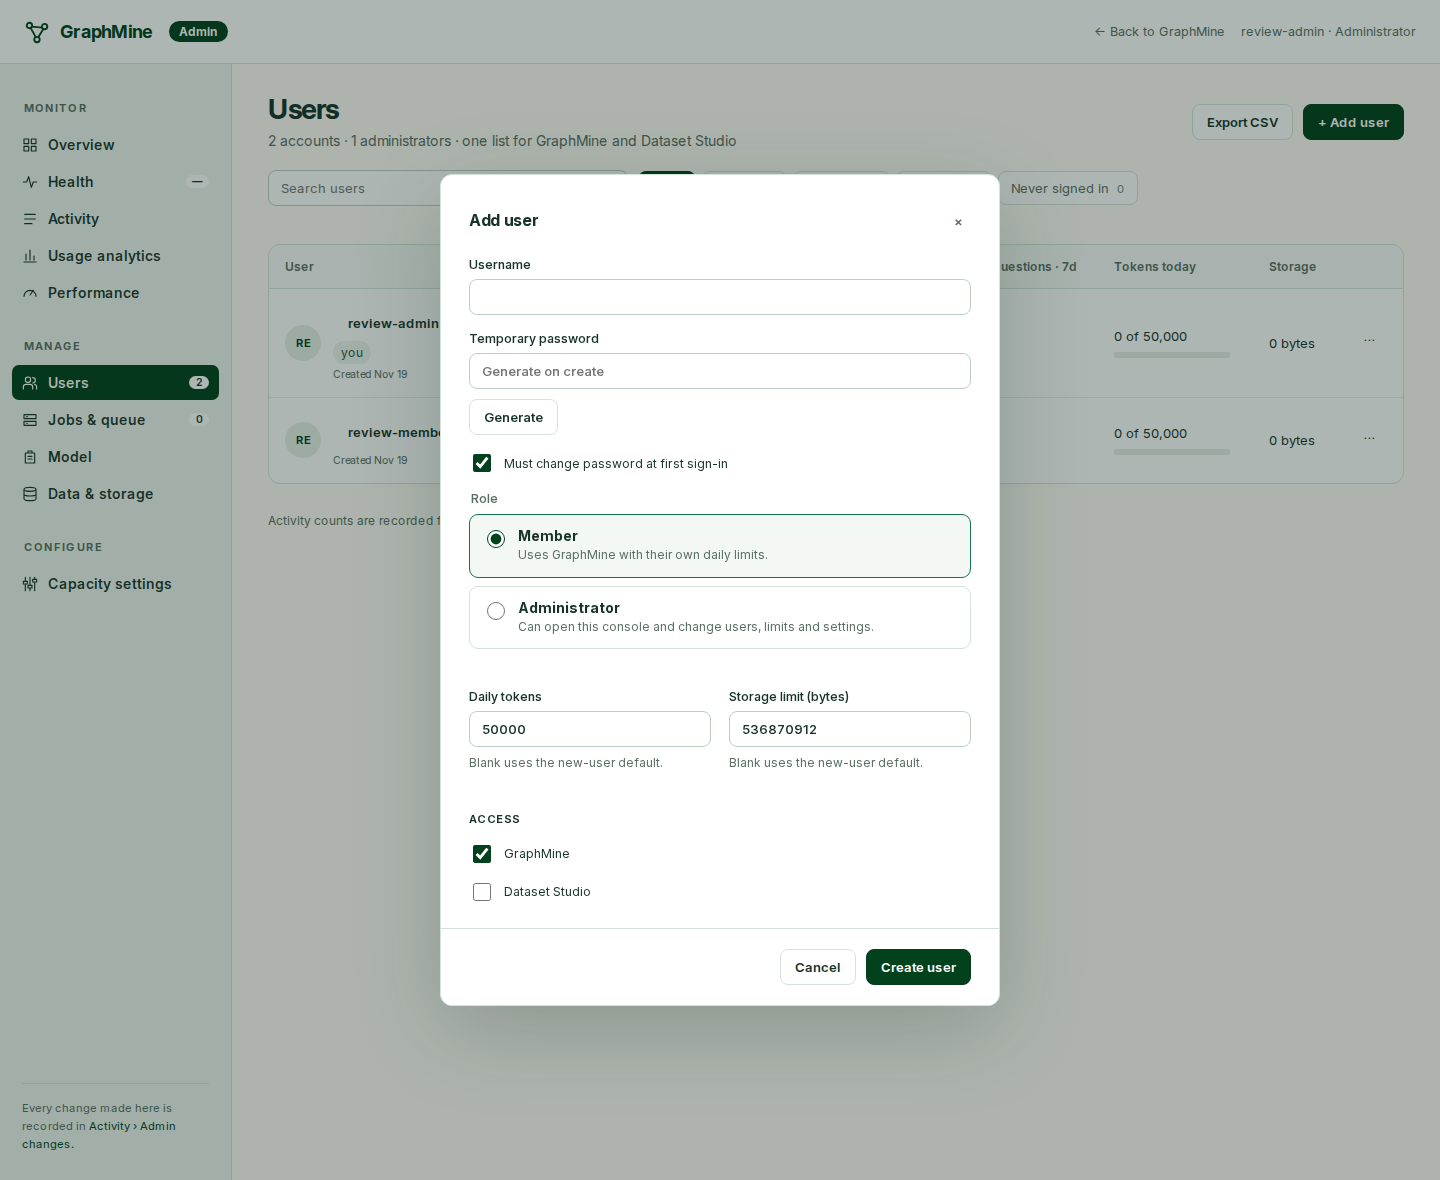 GraphMine
Admin
← Back to GraphMine
review-admin · Administrator
MONITOR
Overview
Health —
Activity
Usage analytics
Performance
MANAGE
Users 2
Jobs & queue 0
Model
Data & storage
CONFIGURE
Capacity settings
Every change made here is
recorded in Activity › Admin
changes.
Users
2 accounts · 1 administrators · one list for GraphMine and Dataset Studio
Export CSV
+ Add user
Search users
Never signed in 0
User
uestions · 7d
Tokens today
Storage
RE
review-admin
you
Created Nov 19
0 of 50,000
0 bytes
...
RE
review-memb
Created Nov 19
0 of 50,000
0 bytes
...
Activity counts are recorded
Add user
×
Username
Temporary password
Generate on create
Generate
Must change password at first sign-in
Role
Member
Uses GraphMine with their own daily limits.
Administrator
Can open this console and change users, limits and settings.
Daily tokens
Storage limit (bytes)
50000
536870912
Blank uses the new-user default.
Blank uses the new-user default.
ACCESS
GraphMine
Dataset Studio
Cancel
Create user